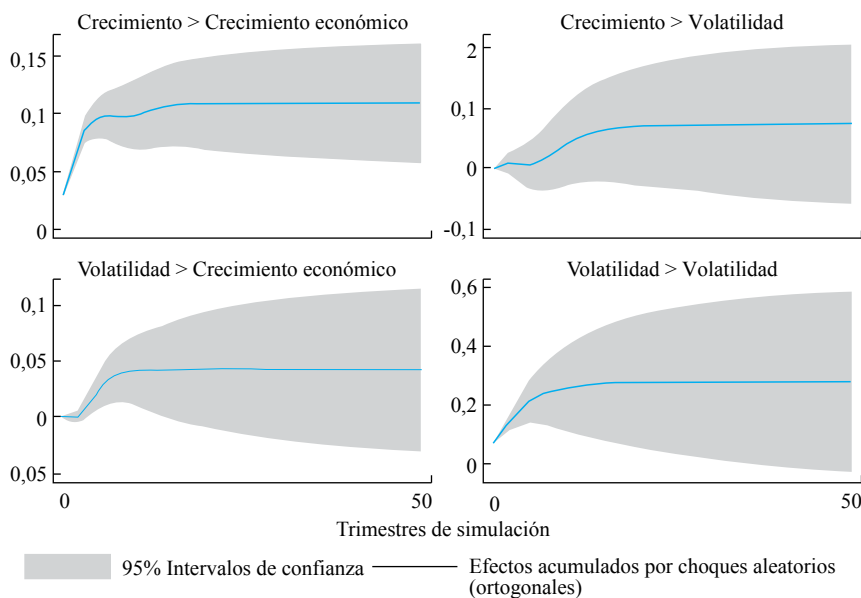 Crecimiento > Crecimiento económico
0,15
0,1
0,05
0
Crecimiento > Volatilidad
2
0,1
0
-0,1
Volatilidad > Crecimiento económico
0,1
0,05
0
0,05
0
50
Volatilidad > Volatilidad
0,6
0,4
0,2
0
0
50
Trimestres de simulación
95% Intervalos de confianza
Efectos acumulados por choques aleatorios
(ortogonales)